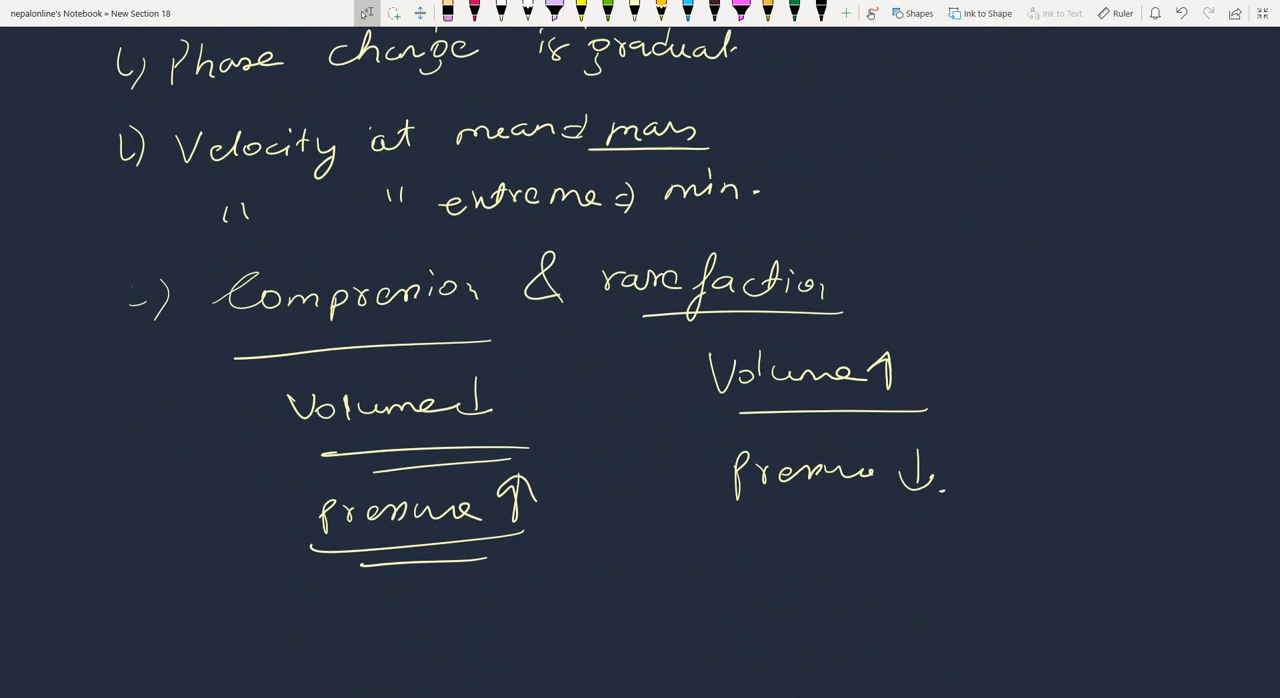 nepalonline's Notebook » New Section 18
Shapes Ink to Shape Ink to Text Ruler
↳ Phase change is gradual.
↳ Velocity at mean ⇒ max
" " extreme ⇒ min.
⇒ Compression & rarefaction
Volume ↓
Volume ↑
Pressure ↑
Pressure ↓.